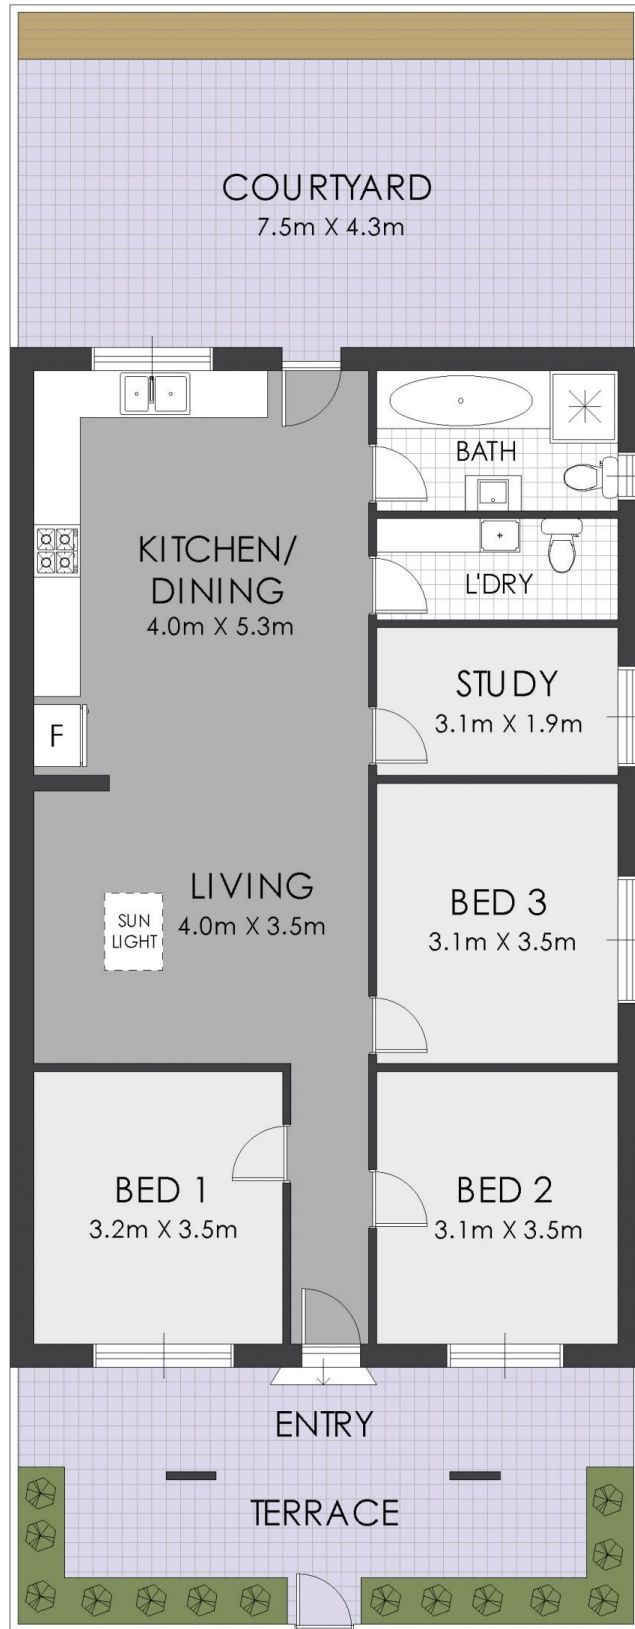 COURTYARD
7.5m X 4.3m
BATH
KITCHEN/
DINING
4.0m X 5.3m
L'DRY
STUDY
3.1m X 1.9m
F
LIVING
4.0m X 3.5m
SUN
LIGHT
BED 3
3.1m X 3.5m
BED 1
3.2m X 3.5m
BED 2
3.1m X 3.5m
ENTRY
TERRACE